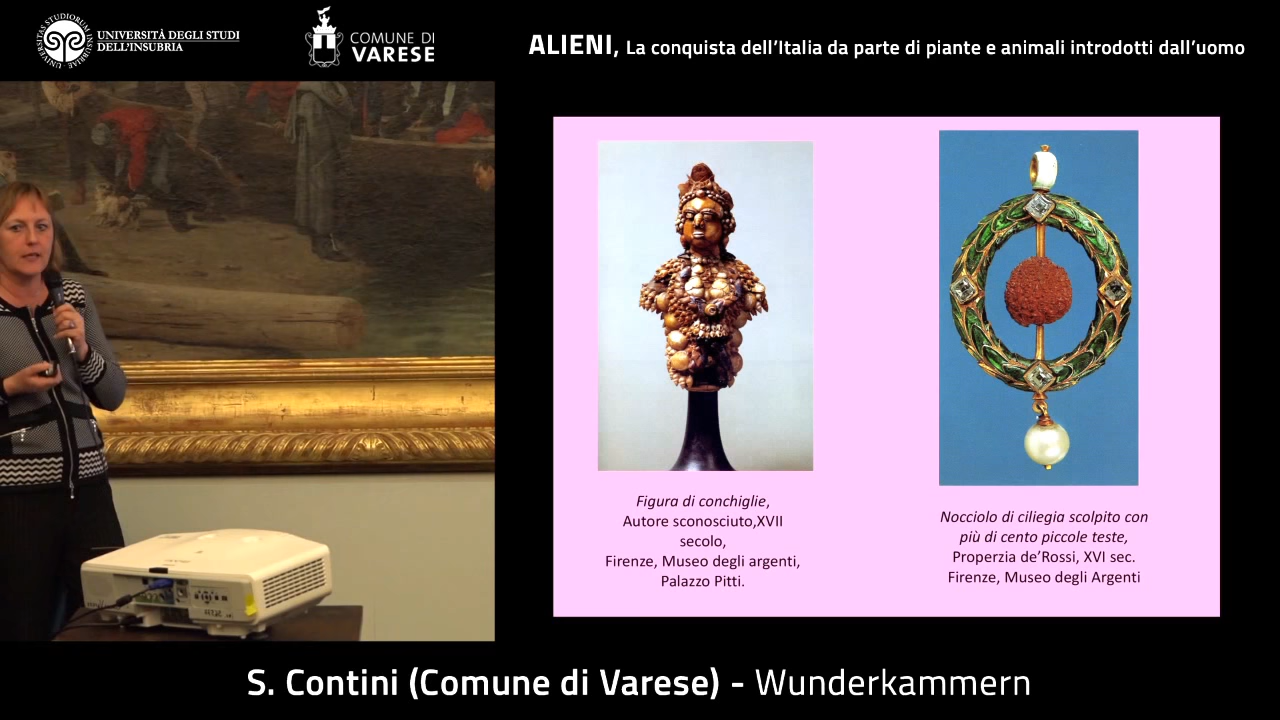 UNIVERSITÀ DEGLI STUDI
DELL'INSUBRIA
UNIVERSITAS STUDIORUM INSUBRIAE
COMUNE DI
VARESE
ALIENI, La conquista dell'Italia da parte di piante e animali introdotti dall'uomo
Figura di conchiglie,
Autore sconosciuto,XVII
secolo,
Firenze, Museo degli argenti,
Palazzo Pitti.
Nocciolo di ciliegia scolpito con
più di cento piccole teste,
Properzia de'Rossi, XVI sec.
Firenze, Museo degli Argenti
S. Contini (Comune di Varese) - Wunderkammern